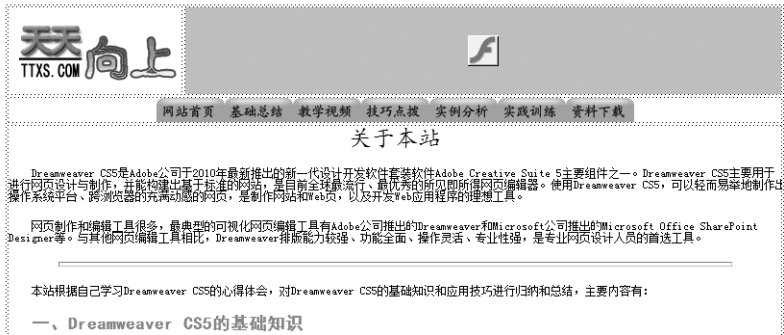 天天向上
TTXS.COM
网站首页 基础总结 教学视频 技巧点拨 实例分析 实践训练 资料下载
关于本站
Dreamweaver CS5是Adobe公司于2010年最新推出的新一代设计开发软件套装软件Adobe Creative Suite 5主要组件之一。Dreamweaver CS5主要用于
进行网页设计与制作，并能构建出基于标准的网站，是目前全球最流行、最优秀的所见即所得网页编辑器。使用Dreamweaver CS5，可以轻而易举地制作出
操作系统平台、跨浏览器的充满动感的网页，是制作网站和Web页，以及开发Web应用程序的理想工具。
网页制作和编辑工具很多，最典型的可视化网页编辑工具有Adobe公司推出的Dreamweaver和Microsoft公司推出的Microsoft Office SharePoint
Designer等。与其他网页编辑工具相比，Dreamweaver排版能力较强、功能全面、操作灵活、专业性强，是专业网页设计人员的首选工具。
本站根据自己学习Dreamweaver CS5的心得体会，对Dreamweaver CS5的基础知识和应用技巧进行归纳和总结，主要内容有：
一、Dreamweaver CS5的基础知识